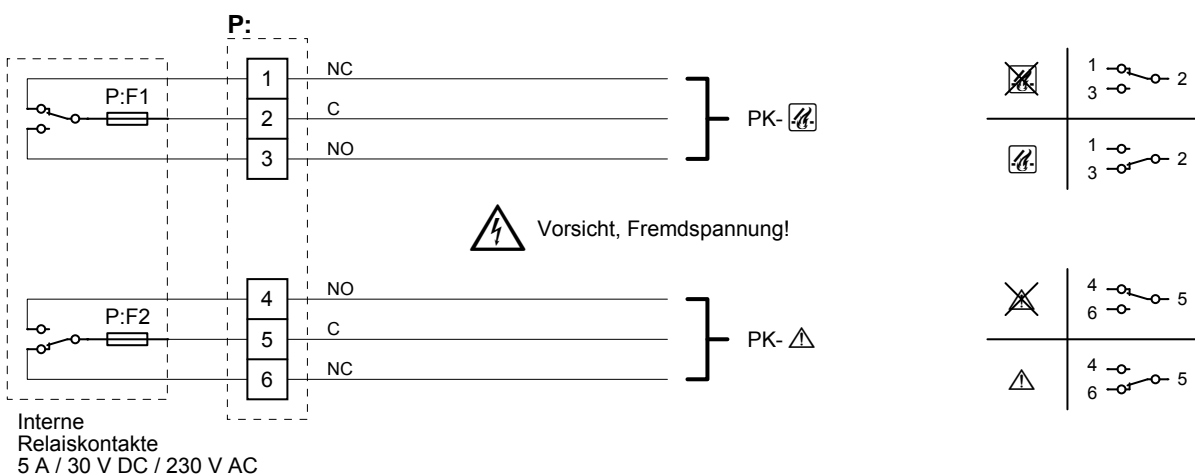 P:
1 NC
P:F1
2 C
3 NO
PK-
1
3 2
1
3 2
Vorsicht, Fremdspannung!
4 NO
P:F2
5 C
6 NC
PK-
4
6 5
4
6 5
Interne
Relaiskontakte
5 A / 30 V DC / 230 V AC